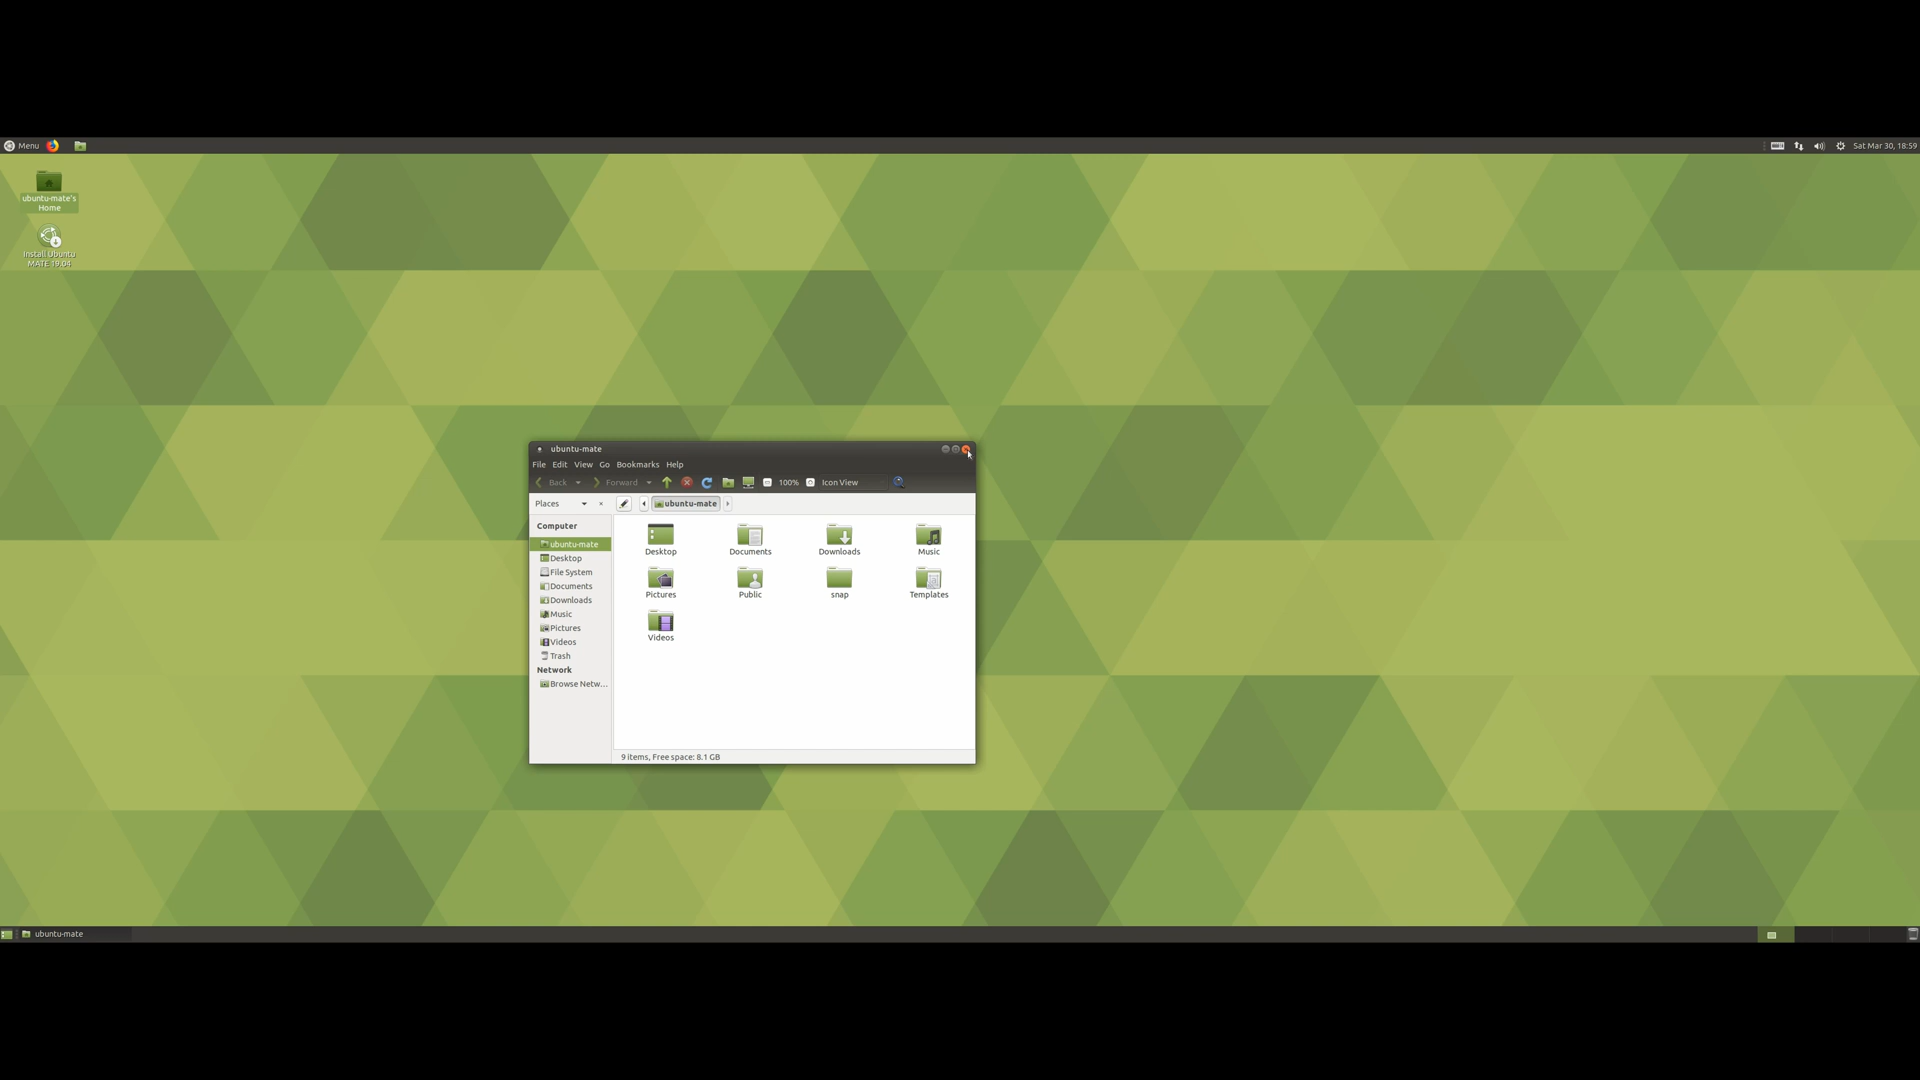 Menu
Sat Mar 30, 18:59
ubuntu-mate's
Home
Install Ubuntu
MATE 19.04
ubuntu-mate
File Edit View Go Bookmarks Help
Back Forward 100% Icon View
Places ubuntu-mate
Computer
ubuntu-mate
Desktop
File System
Documents
Downloads
Music
Pictures
Videos
Trash
Network
Browse Netw...
Desktop Documents Downloads Music
Pictures Public snap Templates
Videos
9 items, Free space: 8.1 GB
ubuntu-mate